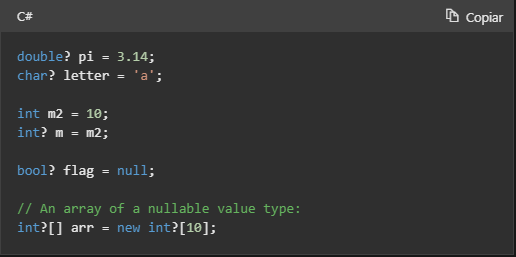 C#
Copiar
double? pi = 3.14;
char? letter = 'a';
int m2 = 10;
int? m = m2;
bool? flag = null;
// An array of a nullable value type:
int?[] arr = new int?[10];